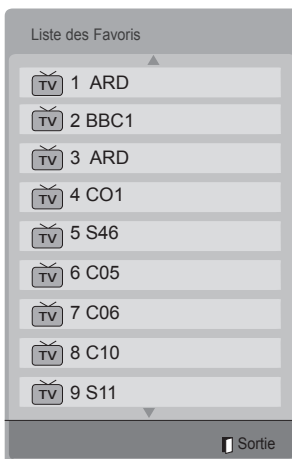 Liste des Favoris
TV 1 ARD
TV 2 BBC1
TV 3 ARD
TV 4 CO1
TV 5 S46
TV 6 C05
TV 7 C06
TV 8 C10
TV 9 S11
Sortie